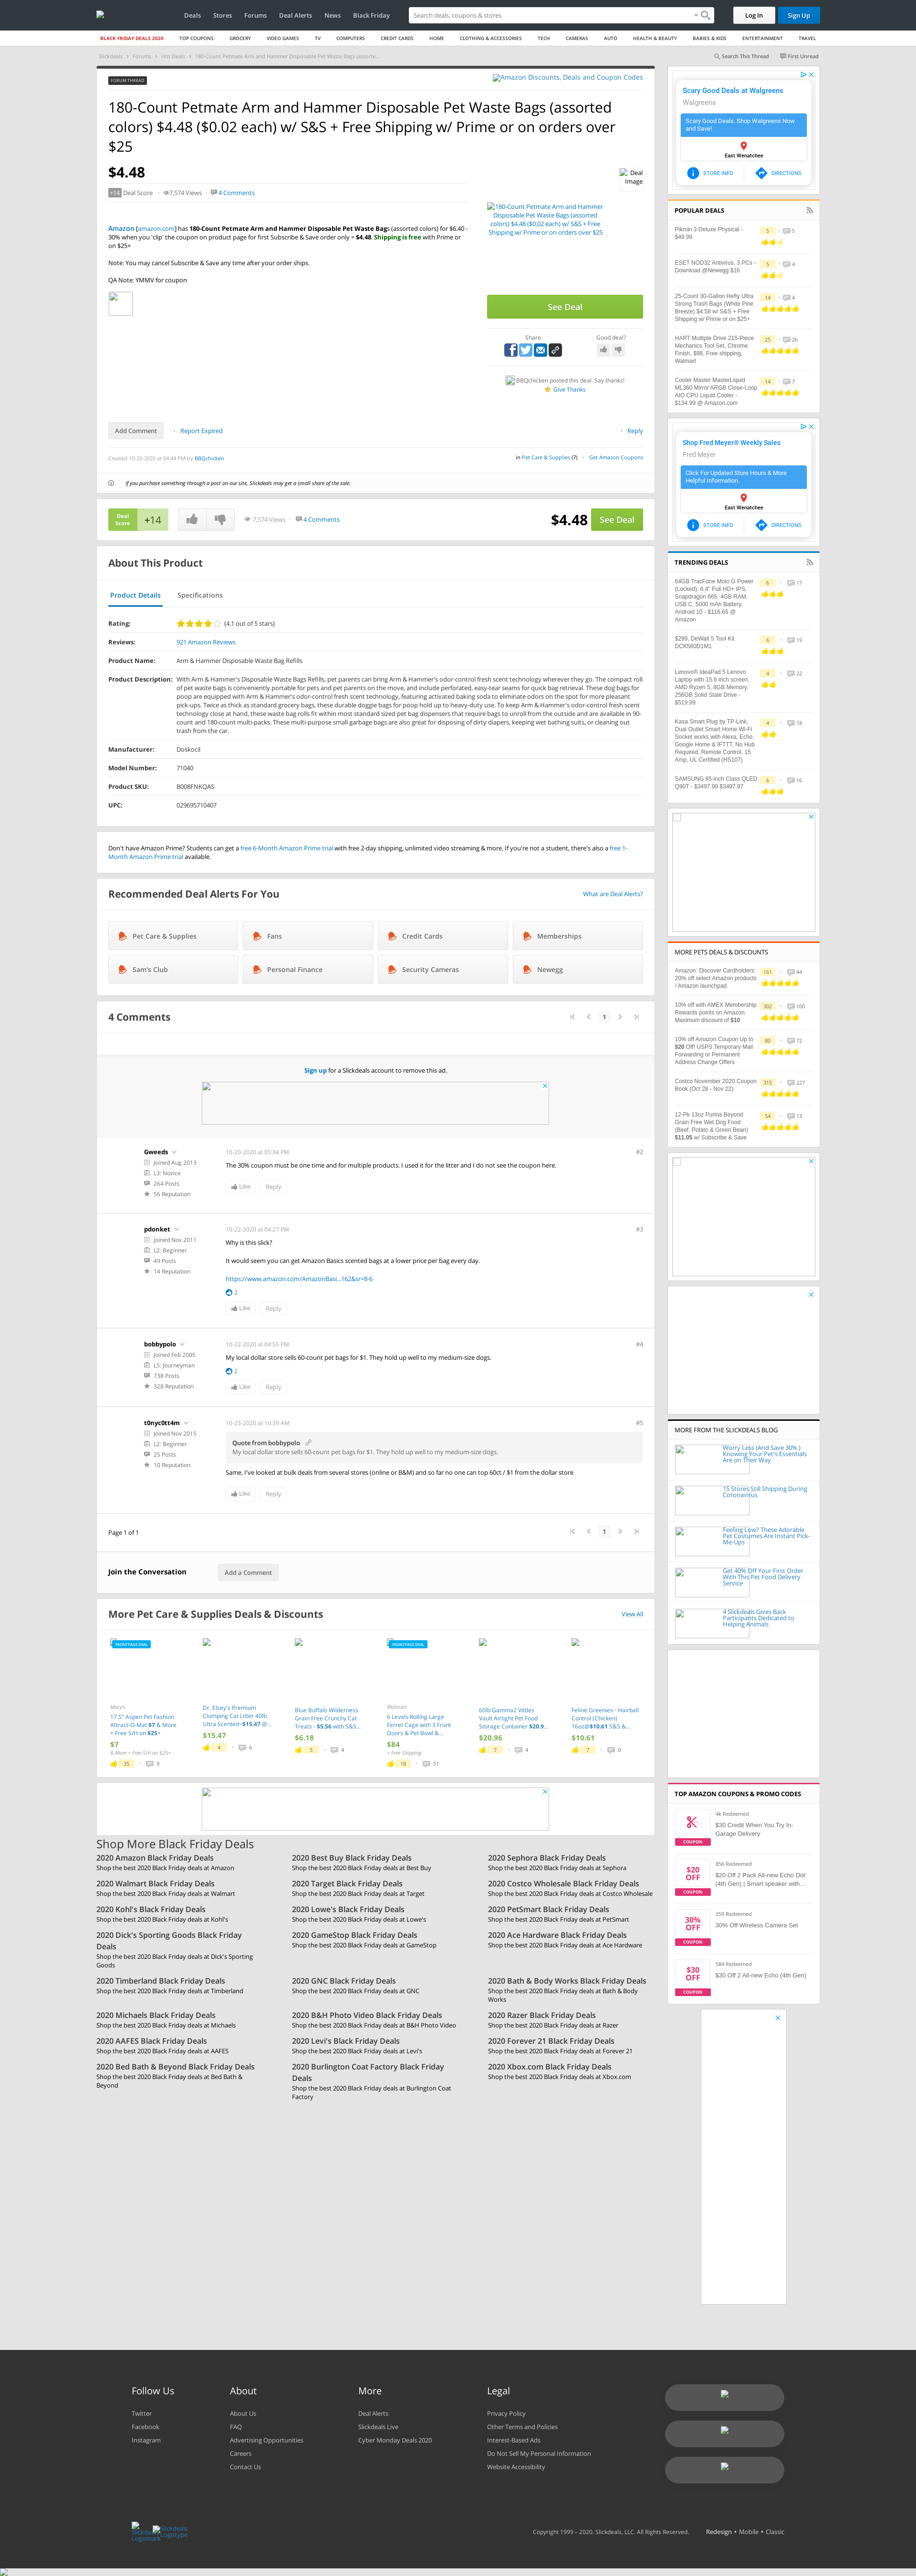 Deals Stores Forums Deal Alerts News Black Friday
Search deals, coupons & stores
Log In Sign Up
BLACK FRIDAY DEALS 2020 TOP COUPONS GROCERY VIDEO GAMES TV COMPUTERS CREDIT CARDS HOME CLOTHING & ACCESSORIES TECH CAMERAS AUTO HEALTH & BEAUTY BABIES & KIDS ENTERTAINMENT TRAVEL
Slickdeals › Forums › Hot Deals › 180-Count Petmate Arm and Hammer Disposable Pet Waste Bags (assorte...
Search This Thread First Unread
FORUM THREAD
Amazon Discounts, Deals and Coupon Codes
180-Count Petmate Arm and Hammer Disposable Pet Waste Bags (assorted
colors) $4.48 ($0.02 each) w/ S&S + Free Shipping w/ Prime or on orders over
$25
$4.48
+14 Deal Score · 7,574 Views · 4 Comments
Deal
Image
180-Count Petmate Arm and Hammer
Disposable Pet Waste Bags (assorted
colors) $4.48 ($0.02 each) w/ S&S + Free
Shipping w/ Prime or on orders over $25
Amazon [amazon.com] has 180-Count Petmate Arm and Hammer Disposable Pet Waste Bags (assorted colors) for $6.40 -
30% when you 'clip' the coupon on product page for first Subscribe & Save order only = $4.48. Shipping is free with Prime or
on $25+
Note: You may cancel Subscribe & Save any time after your order ships.
QA Note: YMMV for coupon
See Deal
Share Good deal?
BBQchicken posted this deal. Say thanks!
Give Thanks
Add Comment · Report Expired · Reply
Created 10-20-2020 at 04:44 PM by BBQchicken
in Pet Care & Supplies (7) · Get Amazon Coupons
If you purchase something through a post on our site, Slickdeals may get a small share of the sale.
Deal
Score +14
7,574 Views · 4 Comments
$4.48 See Deal
About This Product
Product Details Specifications
Rating: (4.1 out of 5 stars)
Reviews: 921 Amazon Reviews
Product Name: Arm & Hammer Disposable Waste Bag Refills
Product Description: With Arm & Hammer's Disposable Waste Bags Refills, pet parents can bring Arm & Hammer's odor-control fresh scent technology wherever they go. The compact roll
of pet waste bags is conveniently portable for pets and pet parents on the move, and include perforated, easy-tear seams for quick bag retrieval. These dog bags for
poop are equipped with Arm & Hammer's odor-control fresh scent technology, featuring activated baking soda to combat odors associated with dog waste bag
pick-ups. Twice as thick as standard grocery bags, these durable doggie bags for poop hold up to heavy-duty use. To keep Arm & Hammer's odor-control fresh scent
technology close at hand, these waste bag rolls fit within most standard sized pet bag dispensers that require bags to unroll from the outside and are available in 90-
count and 180-count multi-packs. These multi-purpose small garbage bags are also great for disposing of dirty diapers, keeping wet bathing suits, or cleaning out
trash from the car.
Manufacturer: Doskocil
Model Number: 71040
Product SKU: B008FNKQAS
UPC: 029695710407
Don't have Amazon Prime? Students can get a free 6-Month Amazon Prime trial with free 2-day shipping, unlimited video streaming & more. If you're not a student, there's also a free 1-
Month Amazon Prime trial available.
Recommended Deal Alerts For You
What are Deal Alerts?
Pet Care & Supplies Fans Credit Cards Memberships
Sam's Club Personal Finance Security Cameras Newegg
4 Comments
1
Sign up for a Slickdeals account to remove this ad.
Gweeds
Joined Aug 2013
L3: Novice
264 Posts
56 Reputation
10-20-2020 at 05:34 PM #2
The 30% coupon must be one time and for multiple products. I used it for the litter and I do not see the coupon here.
Like Reply
pdonket
Joined Nov 2011
L2: Beginner
49 Posts
14 Reputation
10-22-2020 at 04:27 PM #3
Why is this slick?
It would seem you can get Amazon Basics scented bags at a lower price per bag every day.
https://www.amazon.com/AmazonBasi...162&sr=8-6
2
Like Reply
bobbypolo
Joined Feb 2005
L5: Journeyman
738 Posts
328 Reputation
10-22-2020 at 04:55 PM #4
My local dollar store sells 60-count pet bags for $1. They hold up well to my medium-size dogs.
2
Like Reply
t0nyc0tt4m
Joined Nov 2015
L2: Beginner
25 Posts
10 Reputation
10-23-2020 at 10:39 AM #5
Quote from bobbypolo
My local dollar store sells 60-count pet bags for $1. They hold up well to my medium-size dogs.
Same. I've looked at bulk deals from several stores (online or B&M) and so far no one can top 60ct / $1 from the dollar store
Like Reply
Page 1 of 1
1
Join the Conversation Add a Comment
More Pet Care & Supplies Deals & Discounts
View All
FRONTPAGE DEAL
Macy's
17.5" Aspen Pet Fashion
Attract-O-Mat $7 & More
+ Free S/H on $25+
$7
& More + Free S/H on $25+
35 · 9
Dr. Elsey's Premium
Clumping Cat Litter 40lb
Ultra Scented~$15.47 @...
$15.47
4 · 6
Blue Buffalo Wilderness
Grain Free Crunchy Cat
Treats - $5.56 with S&S...
$6.18
5 · 4
FRONTPAGE DEAL
Walmart
6 Levels Rolling Large
Ferret Cage with 3 Front
Doors & Pet Bowl &...
$84
+ Free Shipping
18 · 51
60lb Gamma2 Vittles
Vault Airtight Pet Food
Storage Container $20.9...
$20.96
7 · 4
Feline Greenies - Hairball
Control (Chicken)
16oz@$10.61 S&S &...
$10.61
7 · 0
Shop More Black Friday Deals
2020 Amazon Black Friday Deals
Shop the best 2020 Black Friday deals at Amazon
2020 Best Buy Black Friday Deals
Shop the best 2020 Black Friday deals at Best Buy
2020 Sephora Black Friday Deals
Shop the best 2020 Black Friday deals at Sephora
2020 Walmart Black Friday Deals
Shop the best 2020 Black Friday deals at Walmart
2020 Target Black Friday Deals
Shop the best 2020 Black Friday deals at Target
2020 Costco Wholesale Black Friday Deals
Shop the best 2020 Black Friday deals at Costco Wholesale
2020 Kohl's Black Friday Deals
Shop the best 2020 Black Friday deals at Kohl's
2020 Lowe's Black Friday Deals
Shop the best 2020 Black Friday deals at Lowe's
2020 PetSmart Black Friday Deals
Shop the best 2020 Black Friday deals at PetSmart
2020 Dick's Sporting Goods Black Friday
Deals
Shop the best 2020 Black Friday deals at Dick's Sporting
Goods
2020 GameStop Black Friday Deals
Shop the best 2020 Black Friday deals at GameStop
2020 Ace Hardware Black Friday Deals
Shop the best 2020 Black Friday deals at Ace Hardware
2020 Timberland Black Friday Deals
Shop the best 2020 Black Friday deals at Timberland
2020 GNC Black Friday Deals
Shop the best 2020 Black Friday deals at GNC
2020 Bath & Body Works Black Friday Deals
Shop the best 2020 Black Friday deals at Bath & Body
Works
2020 Michaels Black Friday Deals
Shop the best 2020 Black Friday deals at Michaels
2020 B&H Photo Video Black Friday Deals
Shop the best 2020 Black Friday deals at B&H Photo Video
2020 Razer Black Friday Deals
Shop the best 2020 Black Friday deals at Razer
2020 AAFES Black Friday Deals
Shop the best 2020 Black Friday deals at AAFES
2020 Levi's Black Friday Deals
Shop the best 2020 Black Friday deals at Levi's
2020 Forever 21 Black Friday Deals
Shop the best 2020 Black Friday deals at Forever 21
2020 Bed Bath & Beyond Black Friday Deals
Shop the best 2020 Black Friday deals at Bed Bath &
Beyond
2020 Burlington Coat Factory Black Friday
Deals
Shop the best 2020 Black Friday deals at Burlington Coat
Factory
2020 Xbox.com Black Friday Deals
Shop the best 2020 Black Friday deals at Xbox.com
Scary Good Deals at Walgreens
Walgreens
Scary Good Deals. Shop Walgreens Now
and Save!
East Wenatchee
STORE INFO DIRECTIONS
POPULAR DEALS
Pikmin 3 Deluxe Physical -
$49.99
5 · 5
ESET NOD32 Antivirus, 3 PCs -
Download @Newegg $16
5 · 4
25-Count 30-Gallon Hefty Ultra
Strong Trash Bags (White Pine
Breeze) $4.58 w/ S&S + Free
Shipping w/ Prime or on $25+
14 · 4
HART Multiple Drive 215-Piece
Mechanics Tool Set, Chrome
Finish, $98, Free shipping,
Walmart
25 · 26
Cooler Master MasterLiquid
ML360 Mirror ARGB Close-Loop
AIO CPU Liquid Cooler -
$134.99 @ Amazon.com
14 · 7
Shop Fred Meyer® Weekly Sales
Fred Meyer
Click For Updated Store Hours & More
Helpful Information.
East Wenatchee
STORE INFO DIRECTIONS
TRENDING DEALS
64GB TracFone Moto G Power
(Locked): 6.4" Full HD+ IPS,
Snapdragon 665. 4GB RAM,
USB C, 5000 mAh Battery,
Android 10 - $116.65 @
Amazon
6 · 17
$299, DeWalt 5 Tool Kit
DCK560D1M1
6 · 19
Lenovo® IdeaPad 5 Lenovo
Laptop with 15.6 inch screen,
AMD Ryzen 5, 8GB Memory,
256GB Solid State Drive -
$519.99
4 · 22
Kasa Smart Plug by TP-Link,
Dual Outlet Smart Home Wi-Fi
Socket works with Alexa, Echo,
Google Home & IFTTT, No Hub
Required, Remote Control, 15
Amp, UL Certified (HS107)
4 · 18
SAMSUNG 85-inch Class QLED
Q90T - $3497.99 $3497.97
6 · 16
MORE PETS DEALS & DISCOUNTS
Amazon: Discover Cardholders:
20% off select Amazon products
/ Amazon launchpad
161 · 44
10% off with AMEX Membership
Rewards points on Amazon.
Maximum discount of $10
302 · 100
10% off Amazon Coupon Up to
$20 Off! USPS Temporary Mail
Forwarding or Permanent
Address Change Offers
80 · 72
Costco November 2020 Coupon
Book (Oct 28 - Nov 22)
315 · 227
12-Pk 13oz Purina Beyond
Grain Free Wet Dog Food
(Beef, Potato & Green Bean)
$11.05 w/ Subscribe & Save
54 · 13
MORE FROM THE SLICKDEALS BLOG
Worry Less (And Save 30% )
Knowing Your Pet's Essentials
Are on Their Way
15 Stores Still Shipping During
Coronavirus
Feeling Low? These Adorable
Pet Costumes Are Instant Pick-
Me-Ups
Get 40% Off Your First Order
With This Pet Food Delivery
Service
4 Slickdeals Gives Back
Participants Dedicated to
Helping Animals
TOP AMAZON COUPONS & PROMO CODES
COUPON
4k Redeemed
$30 Credit When You Try In-
Garage Delivery
$20
OFF
COUPON
856 Redeemed
$20 Off 2 Pack All-new Echo Dot
(4th Gen) | Smart speaker with...
30%
OFF
COUPON
259 Redeemed
30% Off Wireless Camera Set
$30
OFF
COUPON
584 Redeemed
$30 Off 2 All-new Echo (4th Gen)
Follow Us
Twitter
Facebook
Instagram
About
About Us
FAQ
Advertising Opportunities
Careers
Contact Us
More
Deal Alerts
Slickdeals Live
Cyber Monday Deals 2020
Legal
Privacy Policy
Other Terms and Policies
Interest-Based Ads
Do Not Sell My Personal Information
Website Accessibility
Slickdeals
Logotype
Copyright 1999 - 2020. Slickdeals, LLC. All Rights Reserved. Redesign • Mobile • Classic